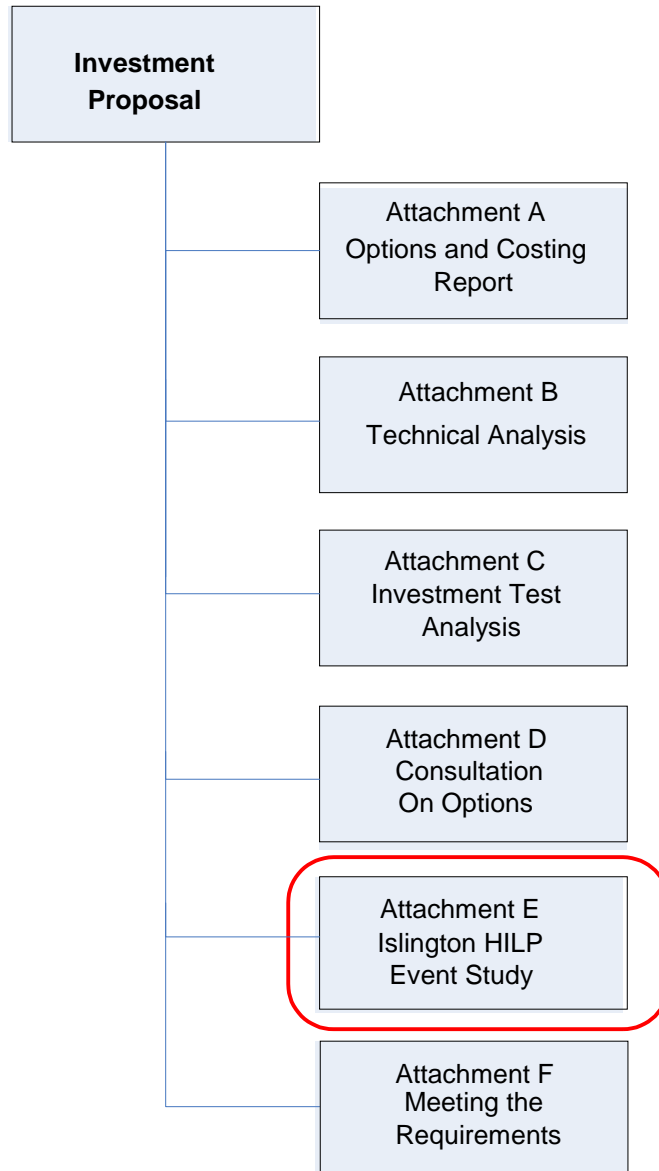 Investment
Proposal
Attachment A
Options and Costing
Report
Attachment B
Technical Analysis
Attachment C
Investment Test
Analysis
Attachment D
Consultation
On Options
Attachment E
Islington HILP
Event Study
Attachment F
Meeting the
Requirements